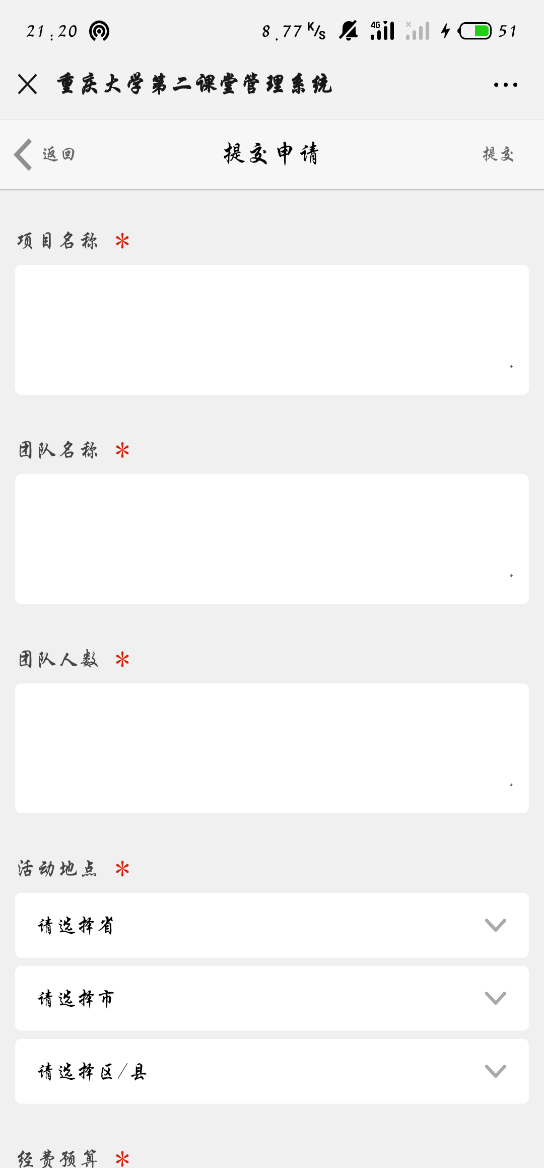 21:20 8.77 K/s 4G 51
重庆大学第二课堂管理系统
返回 提交申请 提交
项目名称 *
团队名称 *
团队人数 *
活动地点 *
请选择省
请选择市
请选择区/县
经费预算 *